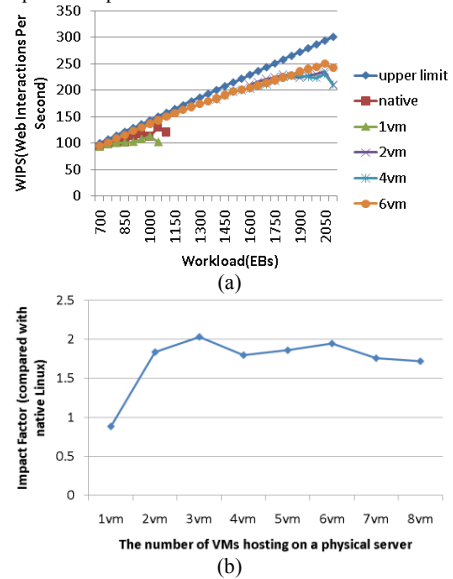 350
300
250
200
150
100
50
0
WIPS(Web Interactions Per
Second)
700
850
1000
1150
1300
1450
1600
1750
1900
2050
Workload(EBs)
upper limit
native
1vm
2vm
4vm
6vm
(a)
2.5
2
1.5
1
0.5
0
Impact Factor (compared with
native Linux)
1vm 2vm 3vm 4vm 5vm 6vm 7vm 8vm
The number of VMs hosting on a physical server
(b)